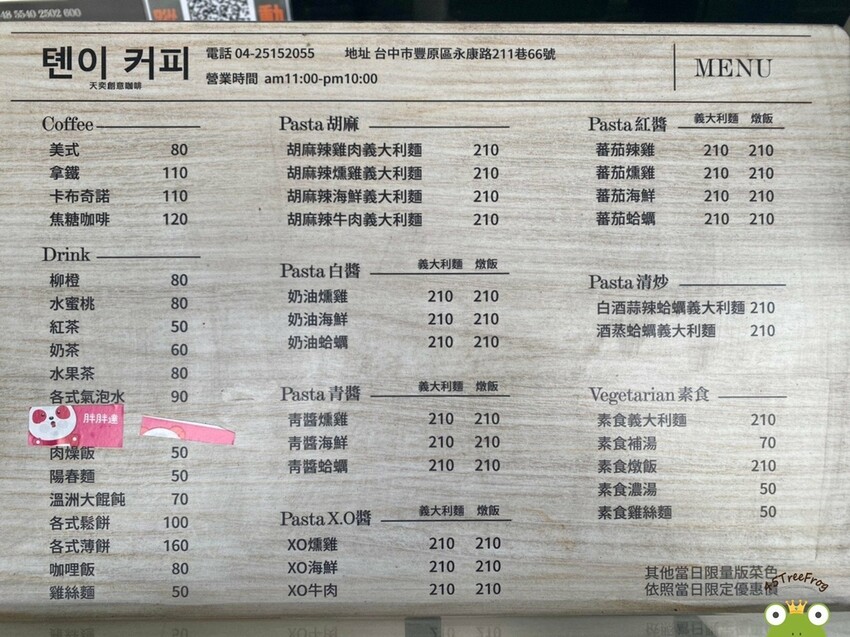 48 5540 2502 600
텐이 커피
天奕創意咖啡
電話 04-25152055 地址 台中市豐原區永康路211巷66號
營業時間 am11:00-pm10:00
MENU
Coffee
美式 80
拿鐵 110
卡布奇諾 110
焦糖咖啡 120
Drink
柳橙 80
水蜜桃 80
紅茶 50
奶茶 60
水果茶 80
各式氣泡水 90
胖胖達
肉燥飯 50
陽春麵 50
溫洲大餛飩 70
各式鬆餅 100
各式薄餅 160
咖哩飯 80
雞絲麵 50
Pasta 胡麻
胡麻辣雞肉義大利麵 210
胡麻辣燻雞義大利麵 210
胡麻辣海鮮義大利麵 210
胡麻辣牛肉義大利麵 210
Pasta 白醬 義大利麵 燉飯
奶油燻雞 210 210
奶油海鮮 210 210
奶油蛤蠣 210 210
Pasta 青醬 義大利麵 燉飯
青醬燻雞 210 210
青醬海鮮 210 210
青醬蛤蠣 210 210
Pasta X.O醬 義大利麵 燉飯
XO燻雞 210 210
XO海鮮 210 210
XO牛肉 210 210
Pasta 紅醬 義大利麵 燉飯
蕃茄辣雞 210 210
蕃茄燻雞 210 210
蕃茄海鮮 210 210
蕃茄蛤蠣 210 210
Pasta 清炒
白酒蒜辣蛤蠣義大利麵 210
酒蒸蛤蠣義大利麵 210
Vegetarian 素食
素食義大利麵 210
素食補湯 70
素食燉飯 210
素食濃湯 50
素食雞絲麵 50
其他當日限量版菜色
依照當日限定優惠價
45TreeFrog